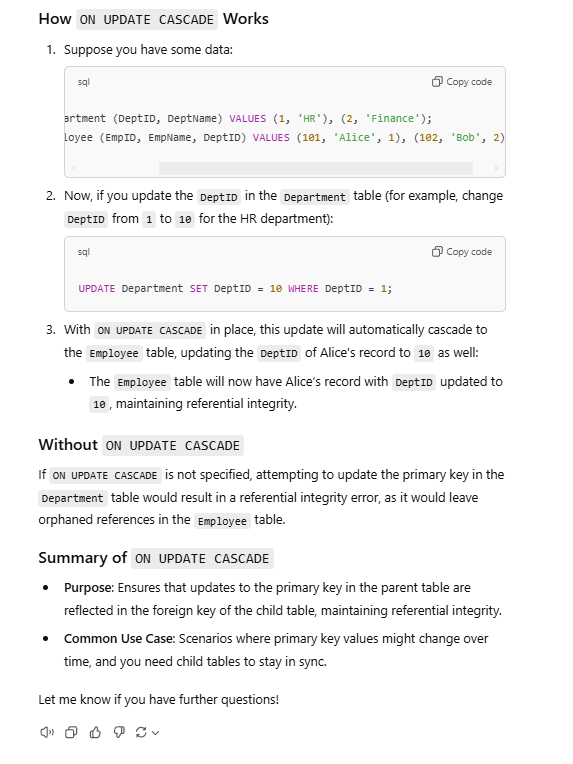 How ON UPDATE CASCADE Works
1. Suppose you have some data:
sql
Copy code
artment (DeptID, DeptName) VALUES (1, 'HR'), (2, 'Finance');
loyee (EmpID, EmpName, DeptID) VALUES (101, 'Alice', 1), (102, 'Bob', 2)
2. Now, if you update the DeptID in the Department table (for example, change
DeptID from 1 to 10 for the HR department):
sql
Copy code
UPDATE Department SET DeptID = 10 WHERE DeptID = 1;
3. With ON UPDATE CASCADE in place, this update will automatically cascade to
the Employee table, updating the DeptID of Alice's record to 10 as well:
• The Employee table will now have Alice's record with DeptID updated to
10, maintaining referential integrity.
Without ON UPDATE CASCADE
If ON UPDATE CASCADE is not specified, attempting to update the primary key in the
Department table would result in a referential integrity error, as it would leave
orphaned references in the Employee table.
Summary of ON UPDATE CASCADE
• Purpose: Ensures that updates to the primary key in the parent table are
reflected in the foreign key of the child table, maintaining referential integrity.
• Common Use Case: Scenarios where primary key values might change over
time, and you need child tables to stay in sync.
Let me know if you have further questions!